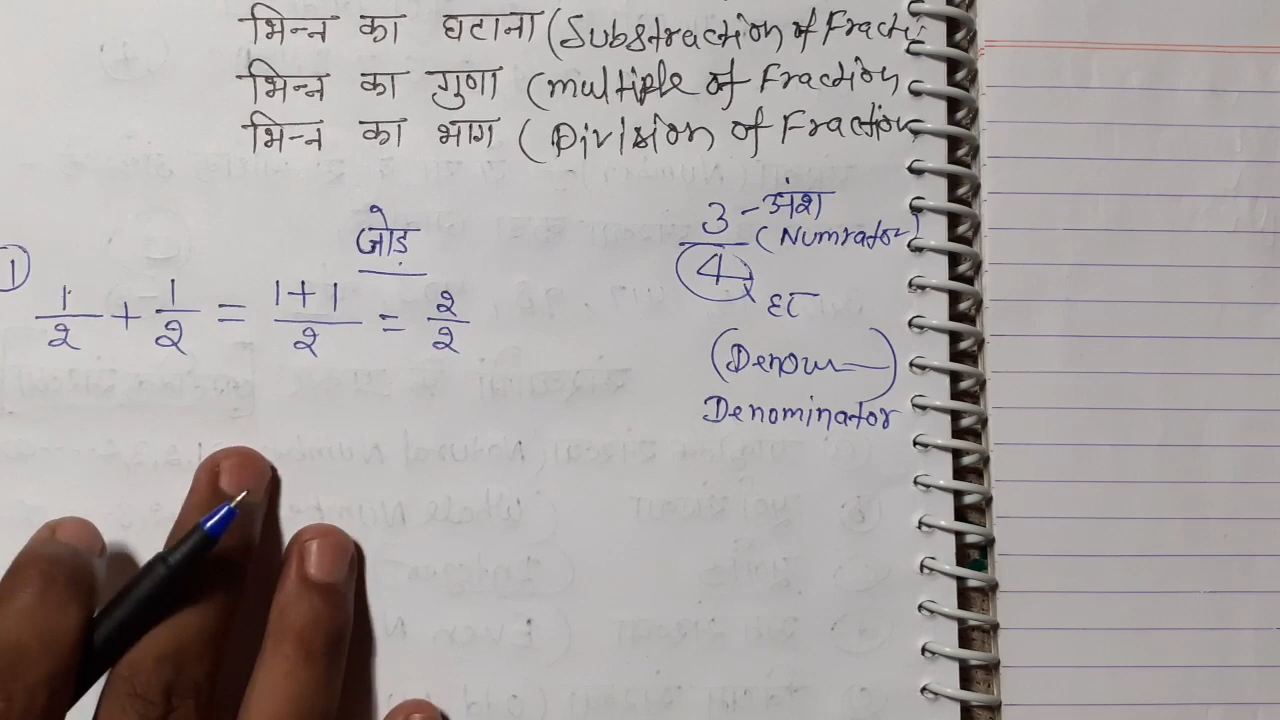 भिन्न का घटाना (Substraction of Fracti
भिन्न का गुणा (multiple of Fraction
भिन्न का भाग (Division of Fraction
जोड़
① 1/2 + 1/2 = 1+1/2 = 2/2
3 - अंश
(Numrator)
4
हर
(Denou
Denominator